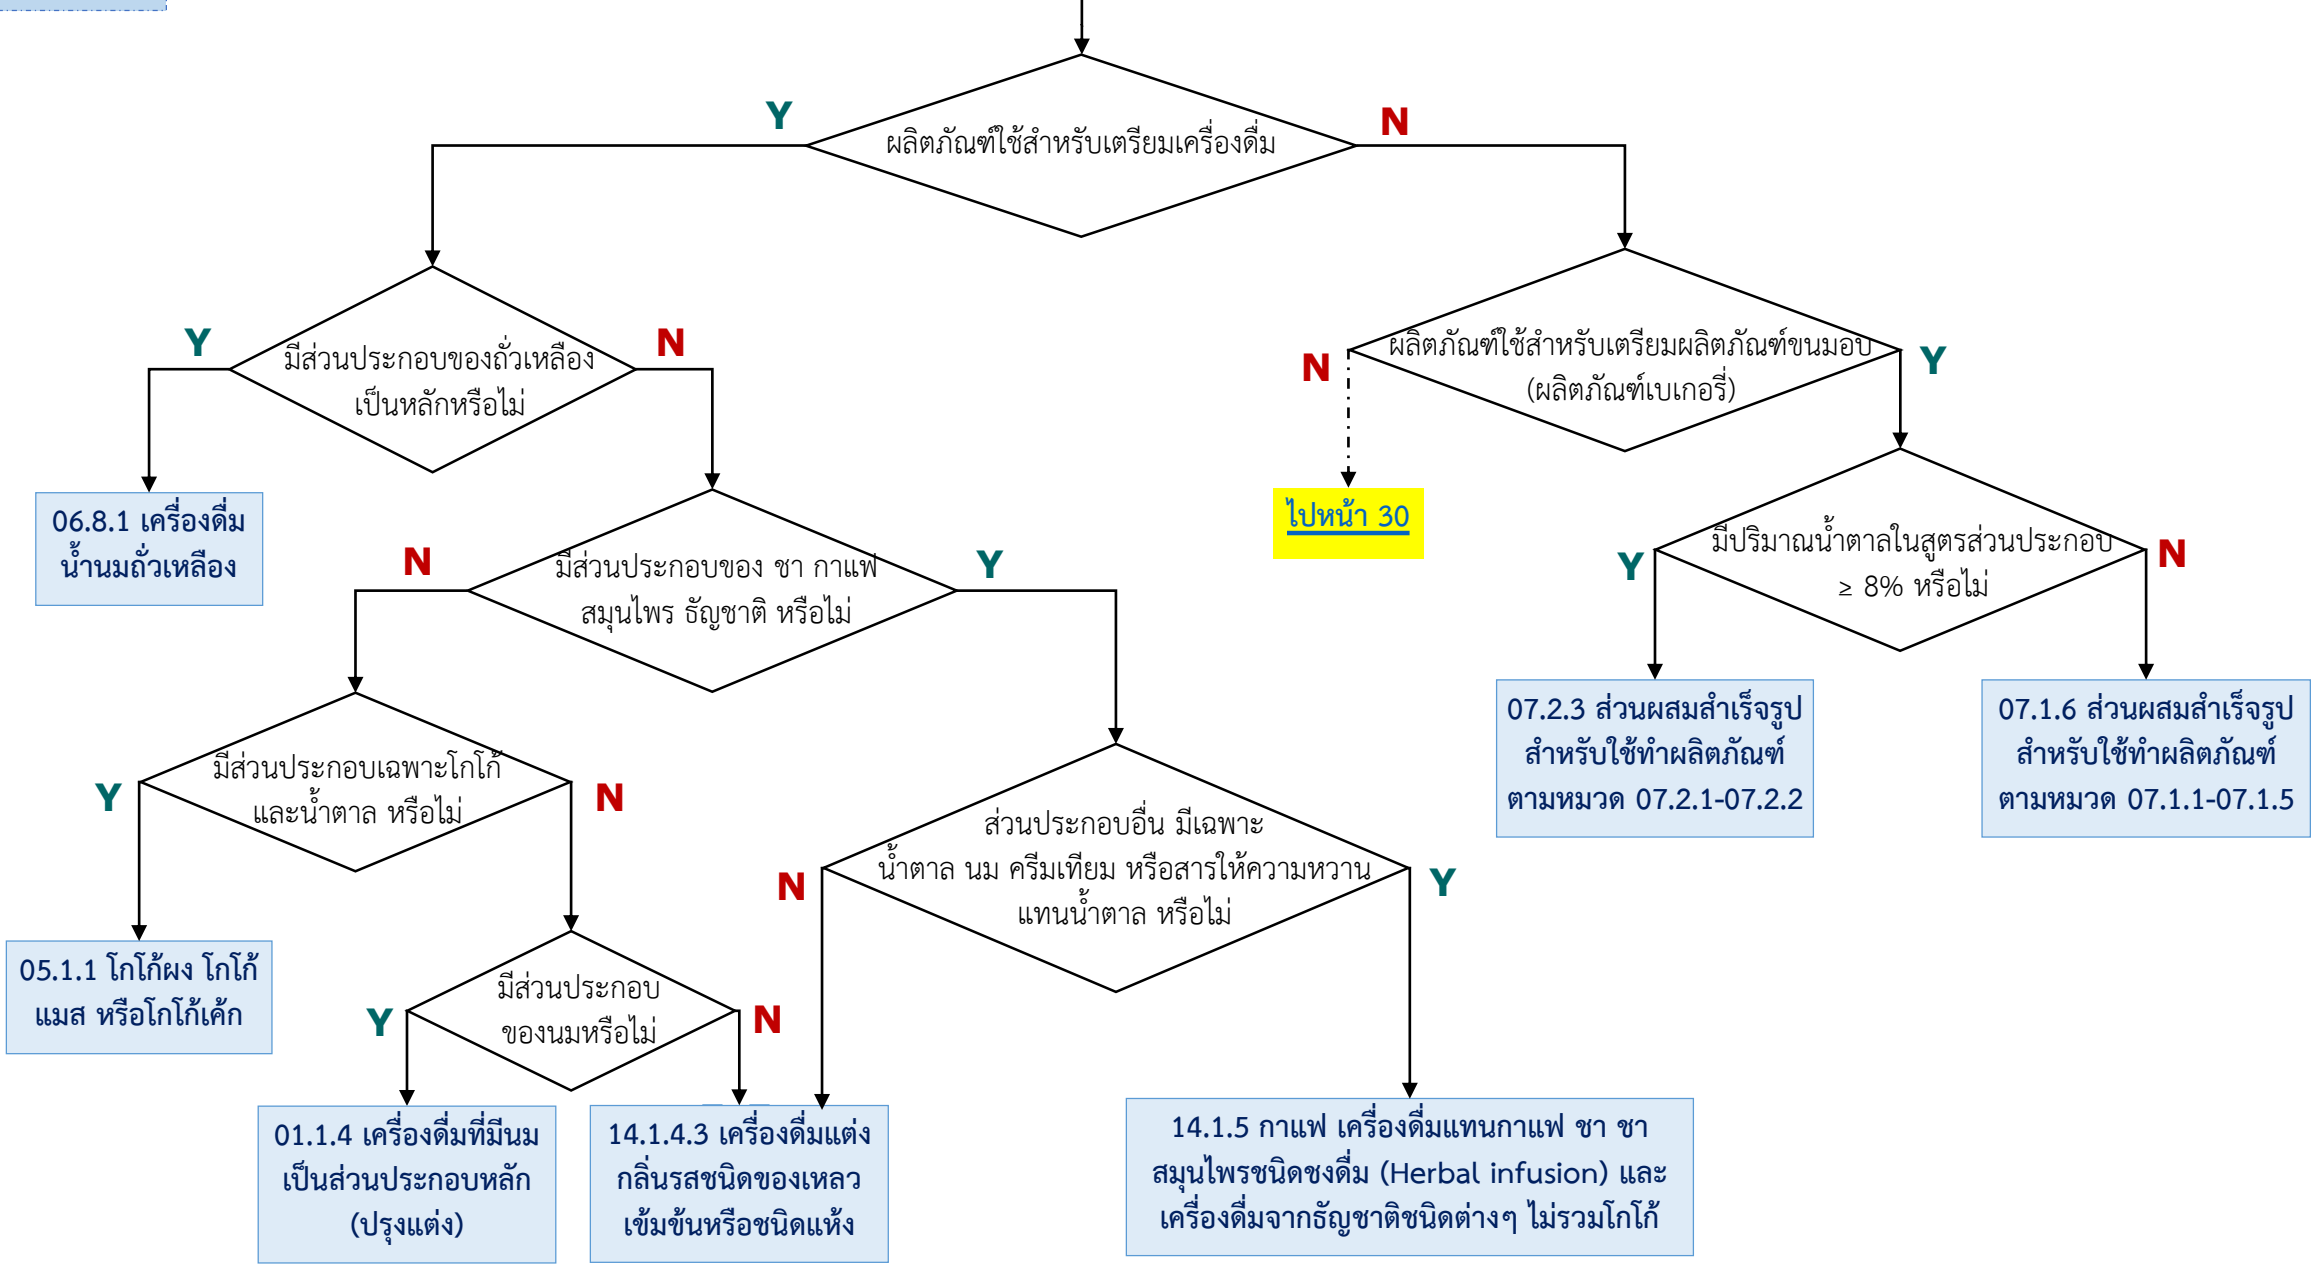 Y
N
ผลิตภัณฑ์ใช้สำหรับเตรียมเครื่องดื่ม
Y
N
มีส่วนประกอบของถั่วเหลือง
เป็นหลักหรือไม่
N
Y
ผลิตภัณฑ์ใช้สำหรับเตรียมผลิตภัณฑ์ขนมอบ
(ผลิตภัณฑ์เบเกอรี่)
06.8.1 เครื่องดื่ม
น้ำนมถั่วเหลือง
ไปหน้า 30
N
Y
มีส่วนประกอบของ ชา กาแฟ
สมุนไพร ธัญชาติ หรือไม่
Y
N
มีปริมาณน้ำตาลในสูตรส่วนประกอบ
≥ 8% หรือไม่
07.2.3 ส่วนผสมสำเร็จรูป
สำหรับใช้ทำผลิตภัณฑ์
ตามหมวด 07.2.1-07.2.2
07.1.6 ส่วนผสมสำเร็จรูป
สำหรับใช้ทำผลิตภัณฑ์
ตามหมวด 07.1.1-07.1.5
Y
N
มีส่วนประกอบเฉพาะโกโก้
และน้ำตาล หรือไม่
N
Y
ส่วนประกอบอื่น มีเฉพาะ
น้ำตาล นม ครีมเทียม หรือสารให้ความหวาน
แทนน้ำตาล หรือไม่
05.1.1 โกโก้ผง โกโก้
แมส หรือโกโก้เค้ก
Y
N
มีส่วนประกอบ
ของนมหรือไม่
01.1.4 เครื่องดื่มที่มีนม
เป็นส่วนประกอบหลัก
(ปรุงแต่ง)
14.1.4.3 เครื่องดื่มแต่ง
กลิ่นรสชนิดของเหลว
เข้มข้นหรือชนิดแห้ง
14.1.5 กาแฟ เครื่องดื่มแทนกาแฟ ชา ชา
สมุนไพรชนิดชงดื่ม (Herbal infusion) และ
เครื่องดื่มจากธัญชาติชนิดต่างๆ ไม่รวมโกโก้